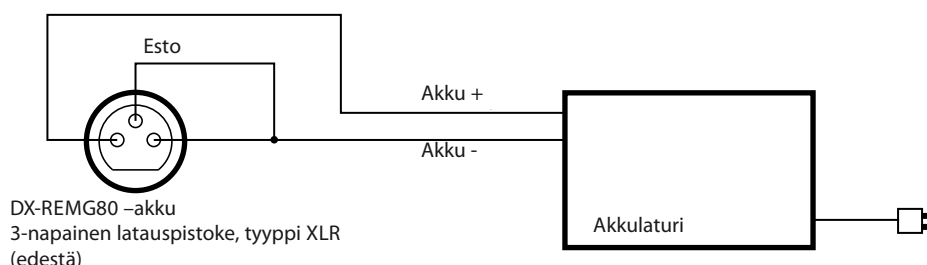 Esto
Akku +
Akku -
Akkulaturi
DX-REMG80 –akku
3-napainen latauspistoke, tyyppi XLR
(edestä)